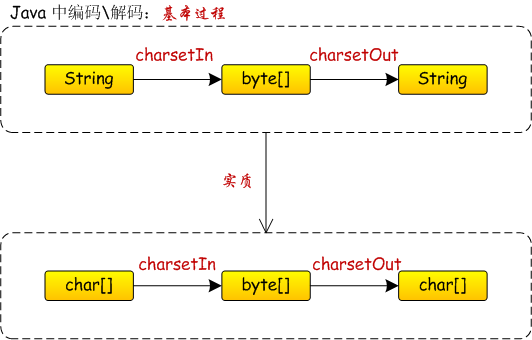 Java 中编码\解码：基本过程
charsetIn charsetOut
String byte[] String
实质
charsetIn charsetOut
char[] byte[] char[]